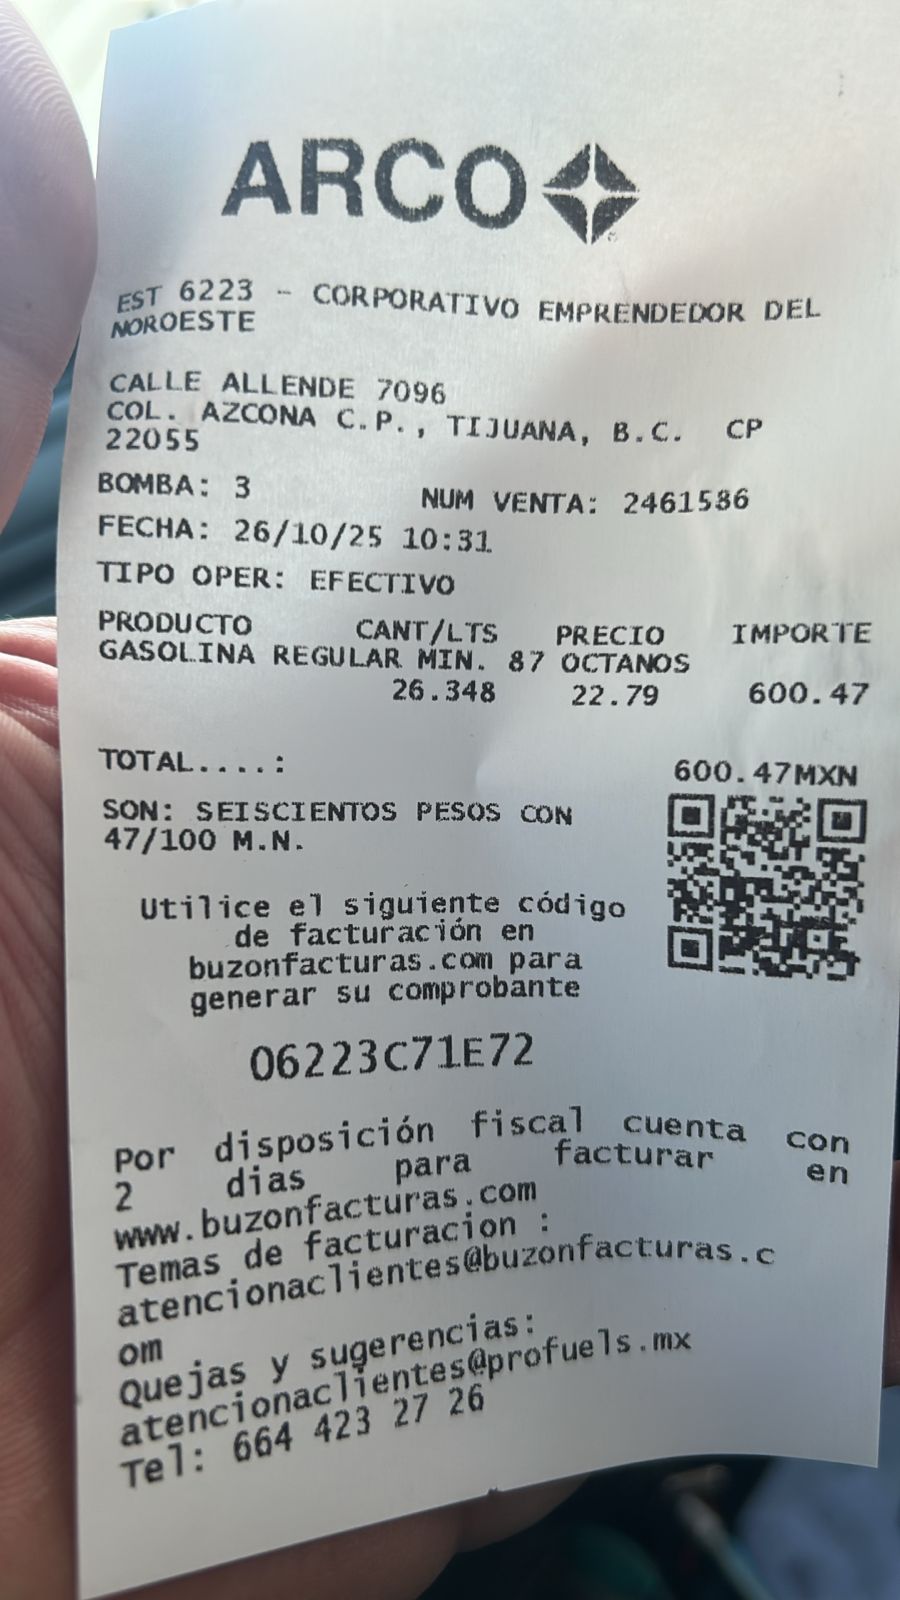 ARCO
EST 6223 - CORPORATIVO EMPRENDEDOR DEL
NOROESTE
CALLE ALLENDE 7096
COL. AZCONA C.P., TIJUANA, B.C. CP
22055
BOMBA: 3 NUM VENTA: 2461586
FECHA: 26/10/25 10:31
TIPO OPER: EFECTIVO
PRODUCTO CANT/LTS PRECIO IMPORTE
GASOLINA REGULAR MIN. 87 OCTANOS
26.348 22.79 600.47
TOTAL....: 600.47MXN
SON: SEISCIENTOS PESOS CON
47/100 M.N.
Utilice el siguiente código
de facturación en
buzonfacturas.com para
generar su comprobante
06223C71E72
Por disposición fiscal cuenta con
2 dias para facturar en
www.buzonfacturas.com
Temas de facturacion :
atencionaclientes@buzonfacturas.c
om
Quejas y sugerencias:
atencionaclientes@profuels.mx
Tel: 664 423 27 26